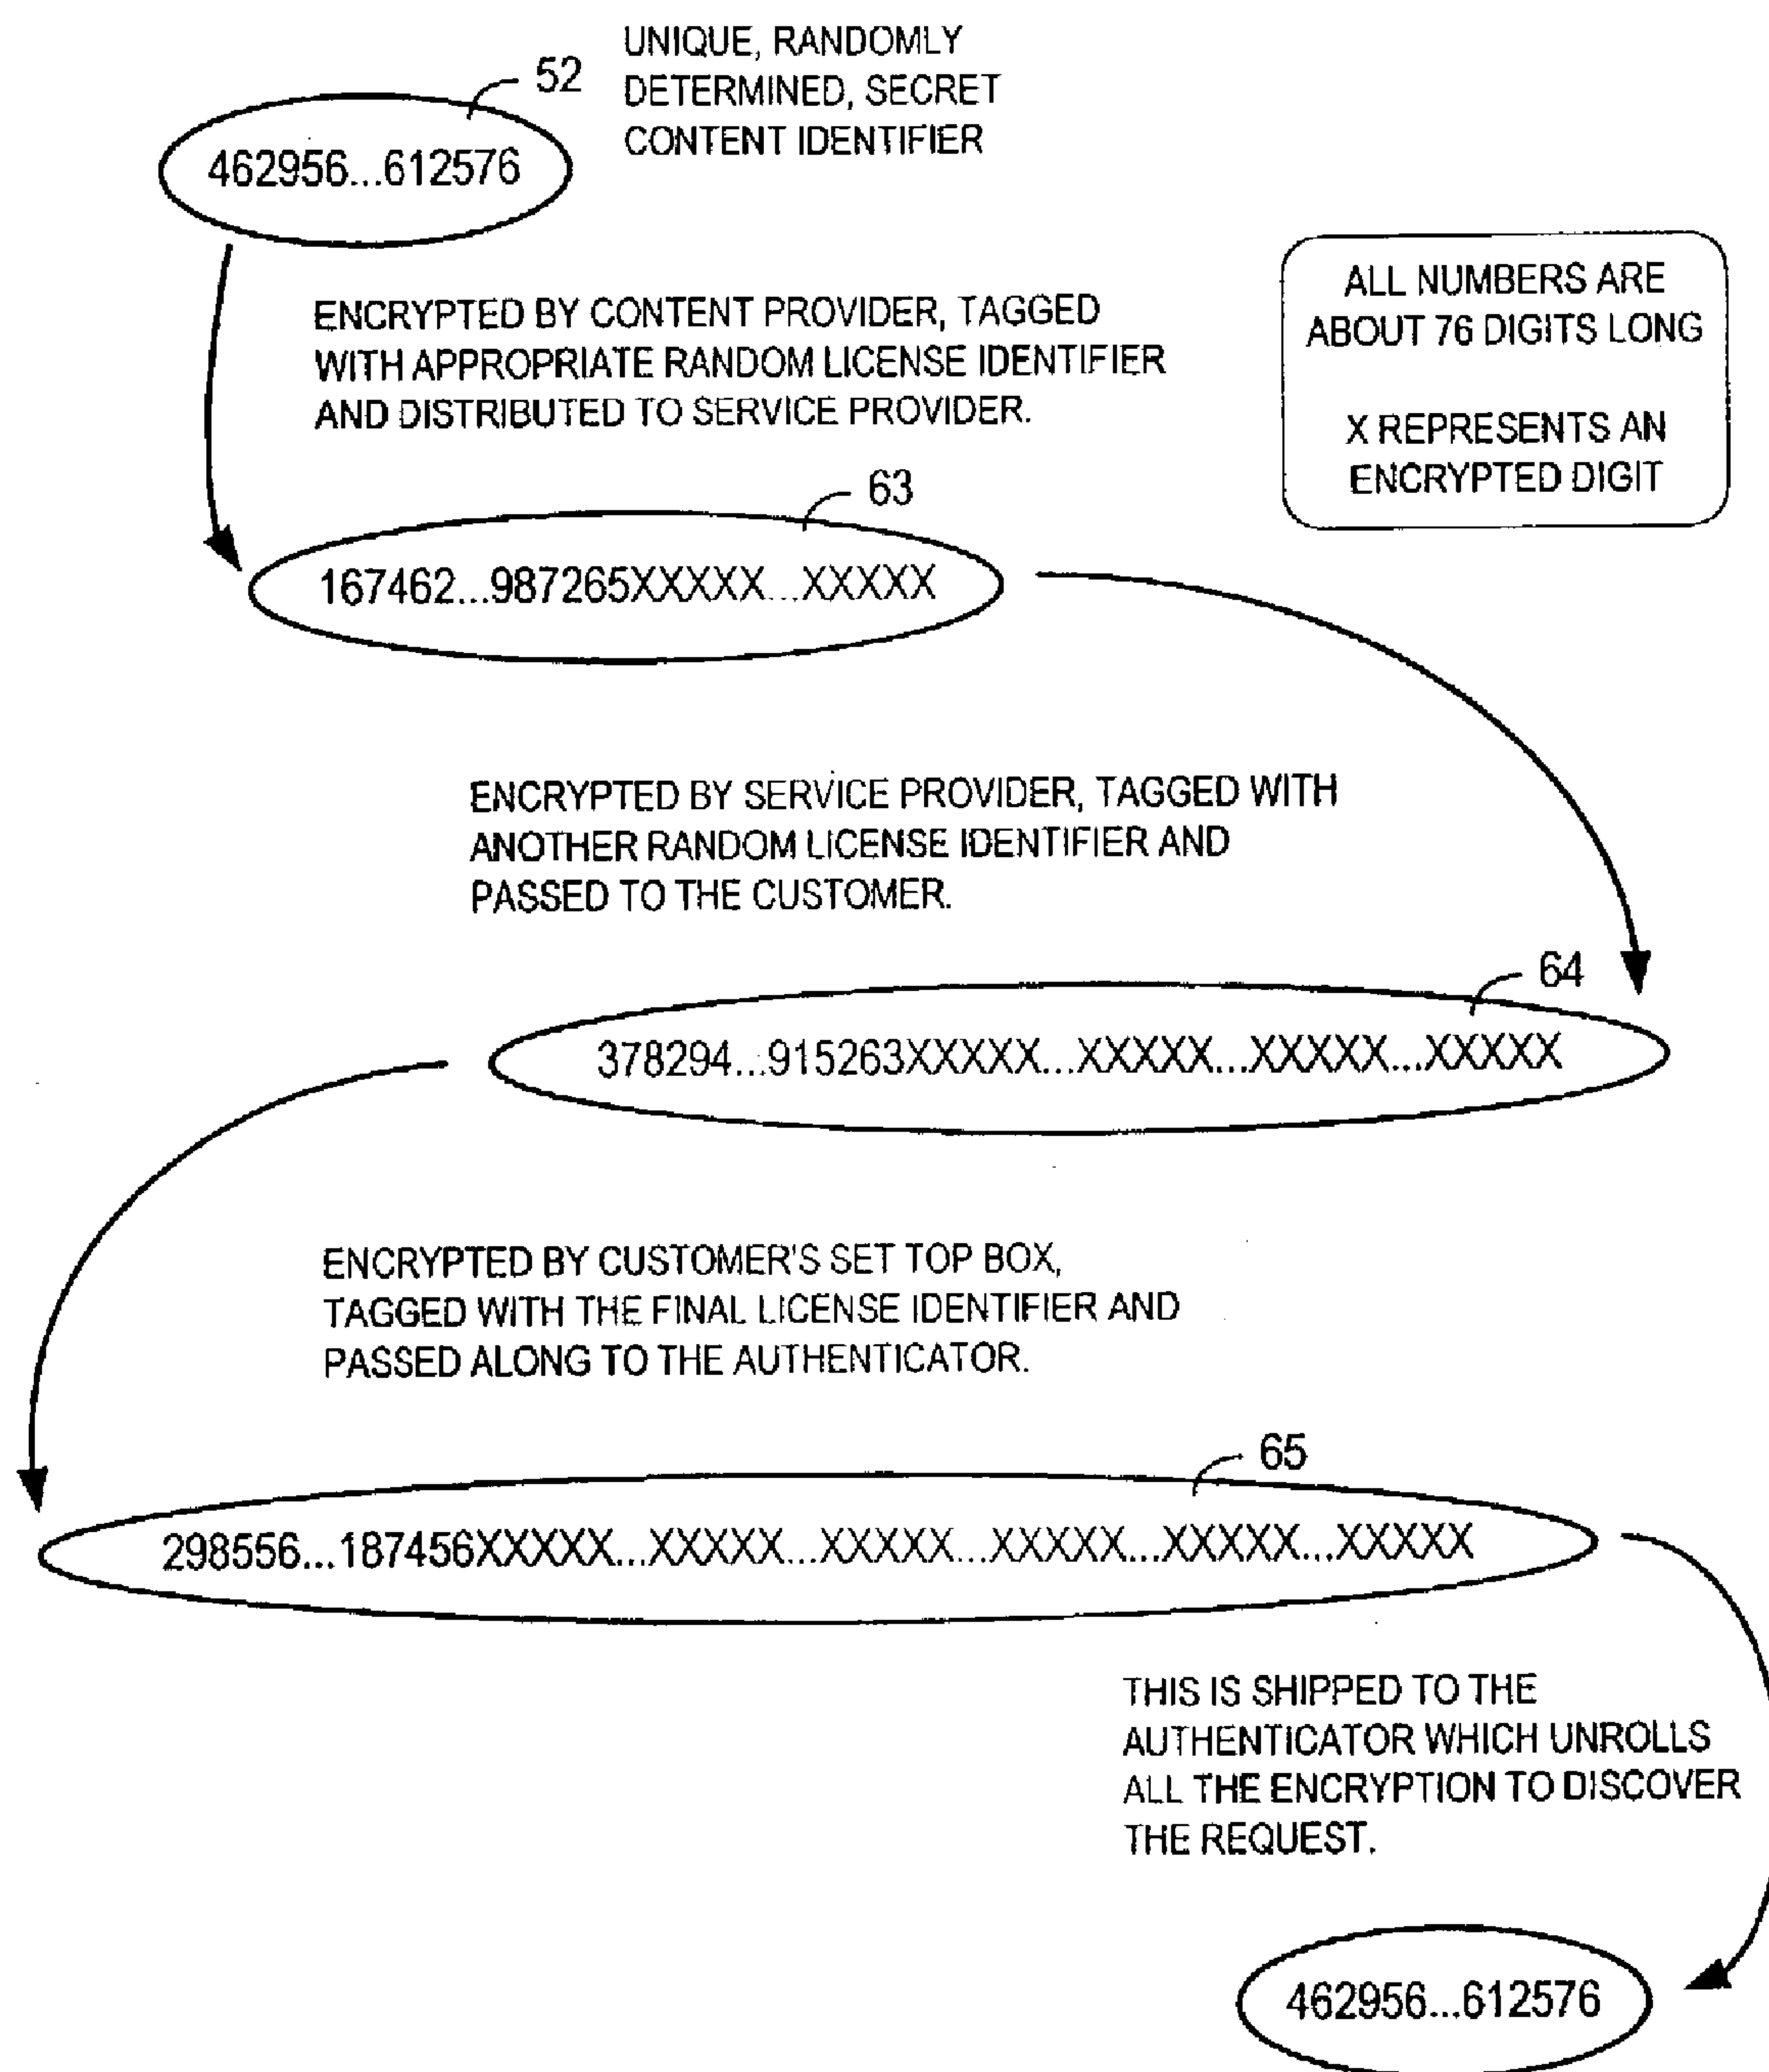 52
UNIQUE, RANDOMLY
DETERMINED, SECRET
CONTENT IDENTIFIER
462956...612576
ENCRYPTED BY CONTENT PROVIDER, TAGGED
WITH APPROPRIATE RANDOM LICENSE IDENTIFIER
AND DISTRIBUTED TO SERVICE PROVIDER.
ALL NUMBERS ARE
ABOUT 76 DIGITS LONG
X REPRESENTS AN
ENCRYPTED DIGIT
63
167462...987265XXXXX...XXXXX
ENCRYPTED BY SERVICE PROVIDER, TAGGED WITH
ANOTHER RANDOM LICENSE IDENTIFIER AND
PASSED TO THE CUSTOMER.
64
378294...915263XXXXX...XXXXX...XXXXX...XXXXX
ENCRYPTED BY CUSTOMER'S SET TOP BOX,
TAGGED WITH THE FINAL LICENSE IDENTIFIER AND
PASSED ALONG TO THE AUTHENTICATOR.
65
298556...187456XXXXX...XXXXX...XXXXX...XXXXX...XXXXX...XXXXX
THIS IS SHIPPED TO THE
AUTHENTICATOR WHICH UNROLLS
ALL THE ENCRYPTION TO DISCOVER
THE REQUEST.
462956...612576